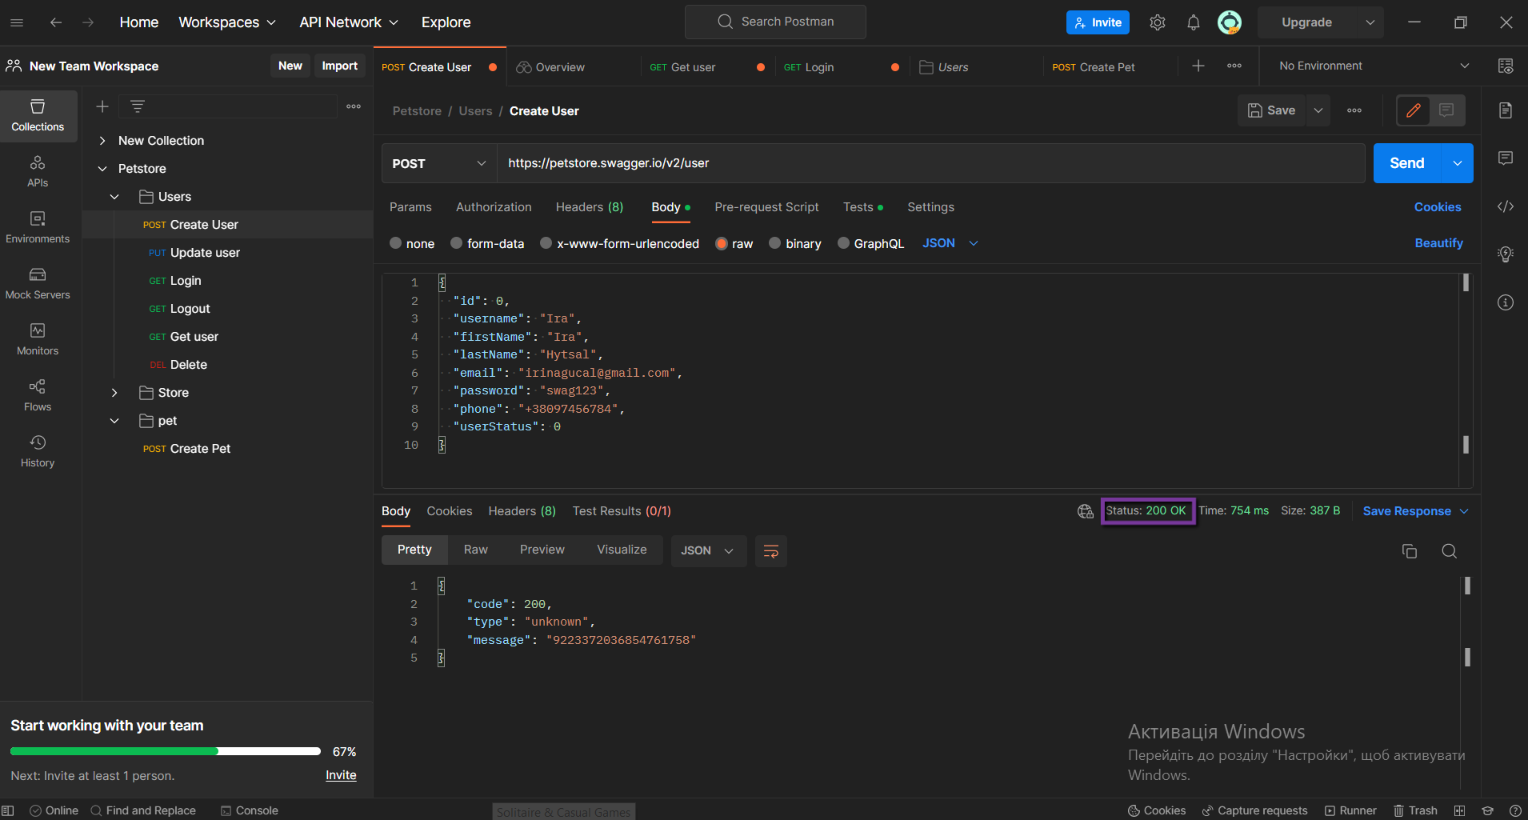 Home Workspaces API Network Explore Search Postman Invite Upgrade
New Team Workspace New Import POST Create User Overview GET Get user GET Login Users POST Create Pet No Environment
Collections
APIs
Environments
Mock Servers
Monitors
Flows
History
New Collection
Petstore
Users
POST Create User
PUT Update user
GET Login
GET Logout
GET Get user
DEL Delete
Store
pet
POST Create Pet
Petstore / Users / Create User Save
POST https://petstore.swagger.io/v2/user Send
Params Authorization Headers (8) Body Pre-request Script Tests Settings Cookies
none form-data x-www-form-urlencoded raw binary GraphQL JSON Beautify
1 {
2 "id": 0,
3 "username": "Ira",
4 "firstName": "Ira",
5 "lastName": "Hytsal",
6 "email": "irinagucal@gmail.com",
7 "password": "swag123",
8 "phone": "+38097456784",
9 "userStatus": 0
10 }
Body Cookies Headers (8) Test Results (0/1) Status: 200 OK Time: 754 ms Size: 387 B Save Response
Pretty Raw Preview Visualize JSON
1 {
2 "code": 200,
3 "type": "unknown",
4 "message": "9223372036854761758"
5 }
Start working with your team
67%
Next: Invite at least 1 person. Invite
Активація Windows
Перейдіть до розділу "Настройки", щоб активувати
Windows.
Online Find and Replace Console Solitaire & Casual Games Cookies Capture requests Runner Trash